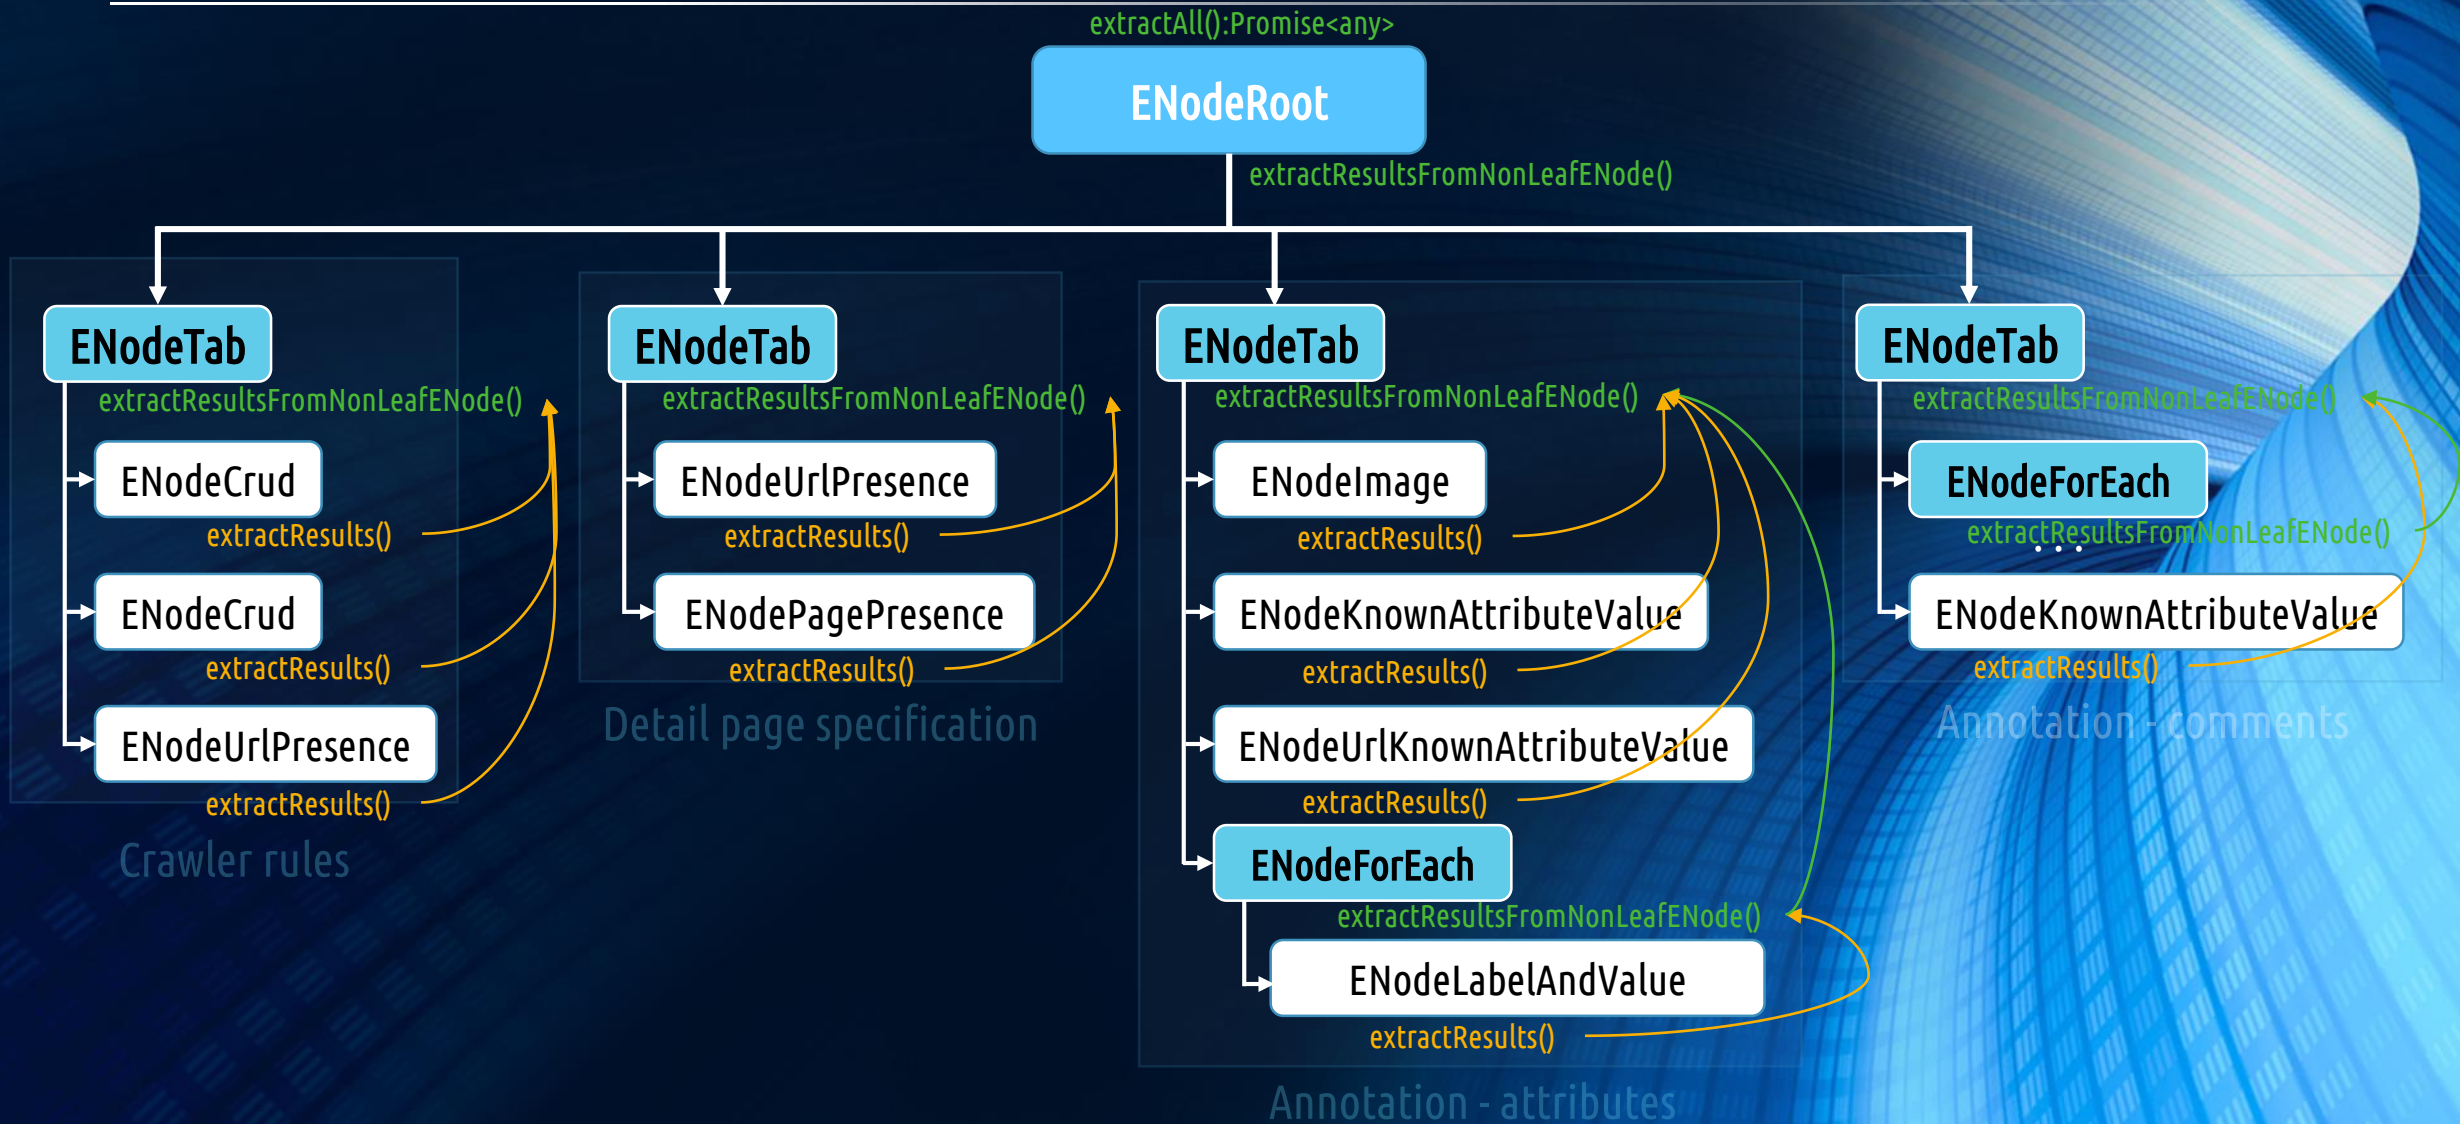 extractAll():Promise<any>
ENodeRoot
extractResultsFromNonLeafENode()
ENodeTab
extractResultsFromNonLeafENode()
ENodeCrud
extractResults()
ENodeCrud
extractResults()
ENodeUrlPresence
extractResults()
Crawler rules
ENodeTab
extractResultsFromNonLeafENode()
ENodeUrlPresence
extractResults()
ENodePagePresence
extractResults()
Detail page specification
ENodeTab
extractResultsFromNonLeafENode()
ENodeImage
extractResults()
ENodeKnownAttributeValue
extractResults()
ENodeUrlKnownAttributeValue
extractResults()
ENodeForEach
extractResultsFromNonLeafENode()
ENodeLabelAndValue
extractResults()
Annotation - attributes
ENodeTab
extractResultsFromNonLeafENode()
ENodeForEach
extractResultsFromNonLeafENode()
...
ENodeKnownAttributeValue
extractResults()
Annotation - comments